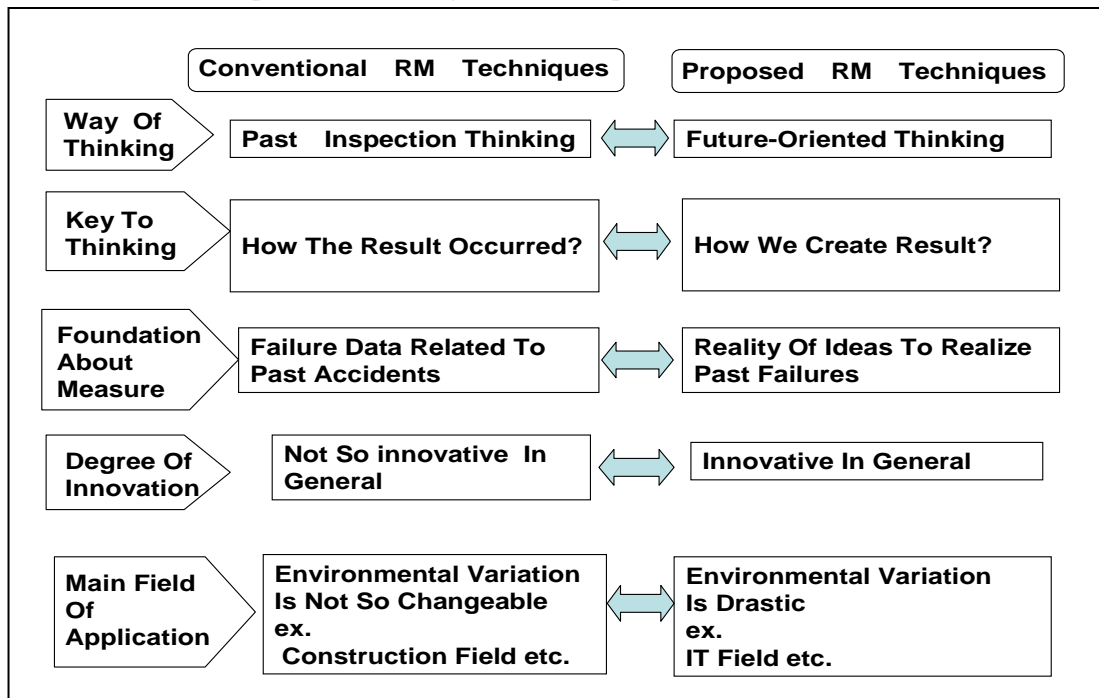 Conventional RM Techniques
Proposed RM Techniques
Way Of
Thinking
Past Inspection Thinking
Future-Oriented Thinking
Key To
Thinking
How The Result Occurred?
How We Create Result?
Foundation
About
Measure
Failure Data Related To
Past Accidents
Reality Of Ideas To Realize
Past Failures
Degree Of
Innovation
Not So innovative In
General
Innovative In General
Main Field
Of
Application
Environmental Variation
Is Not So Changeable
ex.
Construction Field etc.
Environmental Variation
Is Drastic
ex.
IT Field etc.